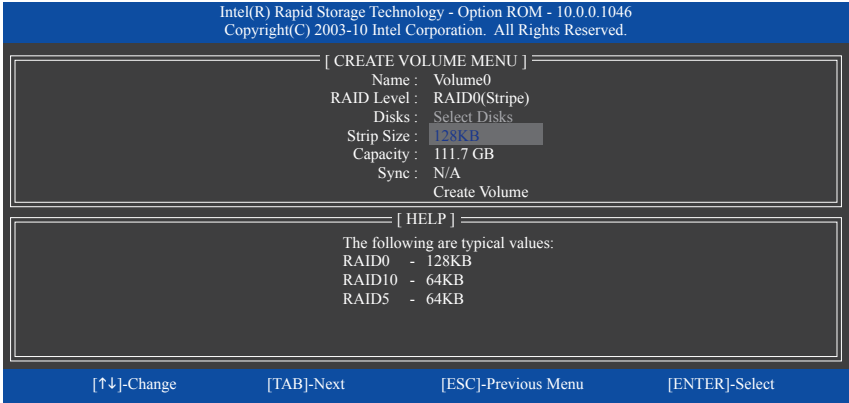 Intel(R) Rapid Storage Technology - Option ROM - 10.0.0.1046
Copyright(C) 2003-10 Intel Corporation.  All Rights Reserved.
[ CREATE VOLUME MENU ]
Name :  Volume0
RAID Level :  RAID0(Stripe)
Disks :  Select Disks
Strip Size :  128KB
Capacity :  111.7 GB
Sync :  N/A
Create Volume
[ HELP ]
The following are typical values:
RAID0  -  128KB
RAID10  -  64KB
RAID5  -  64KB
[↑↓]-Change  [TAB]-Next  [ESC]-Previous Menu  [ENTER]-Select